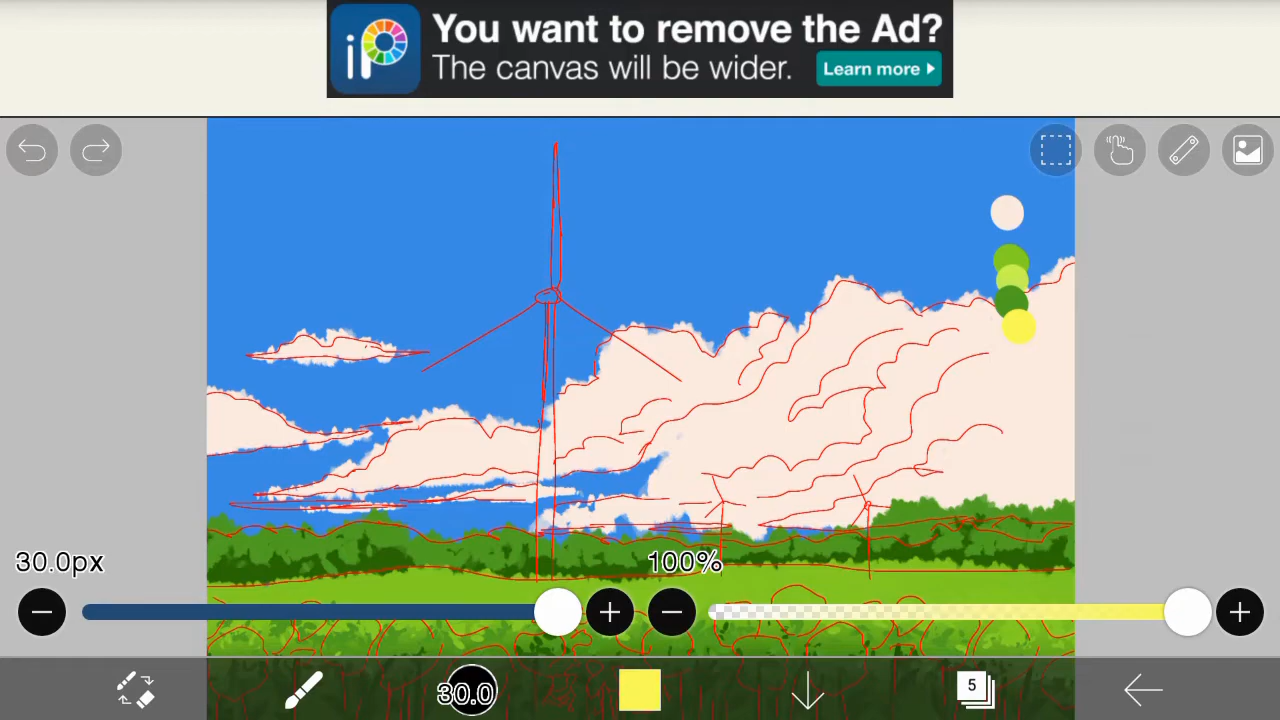 iP
You want to remove the Ad?
The canvas will be wider.
Learn more
30.0px
100%
30.0
5